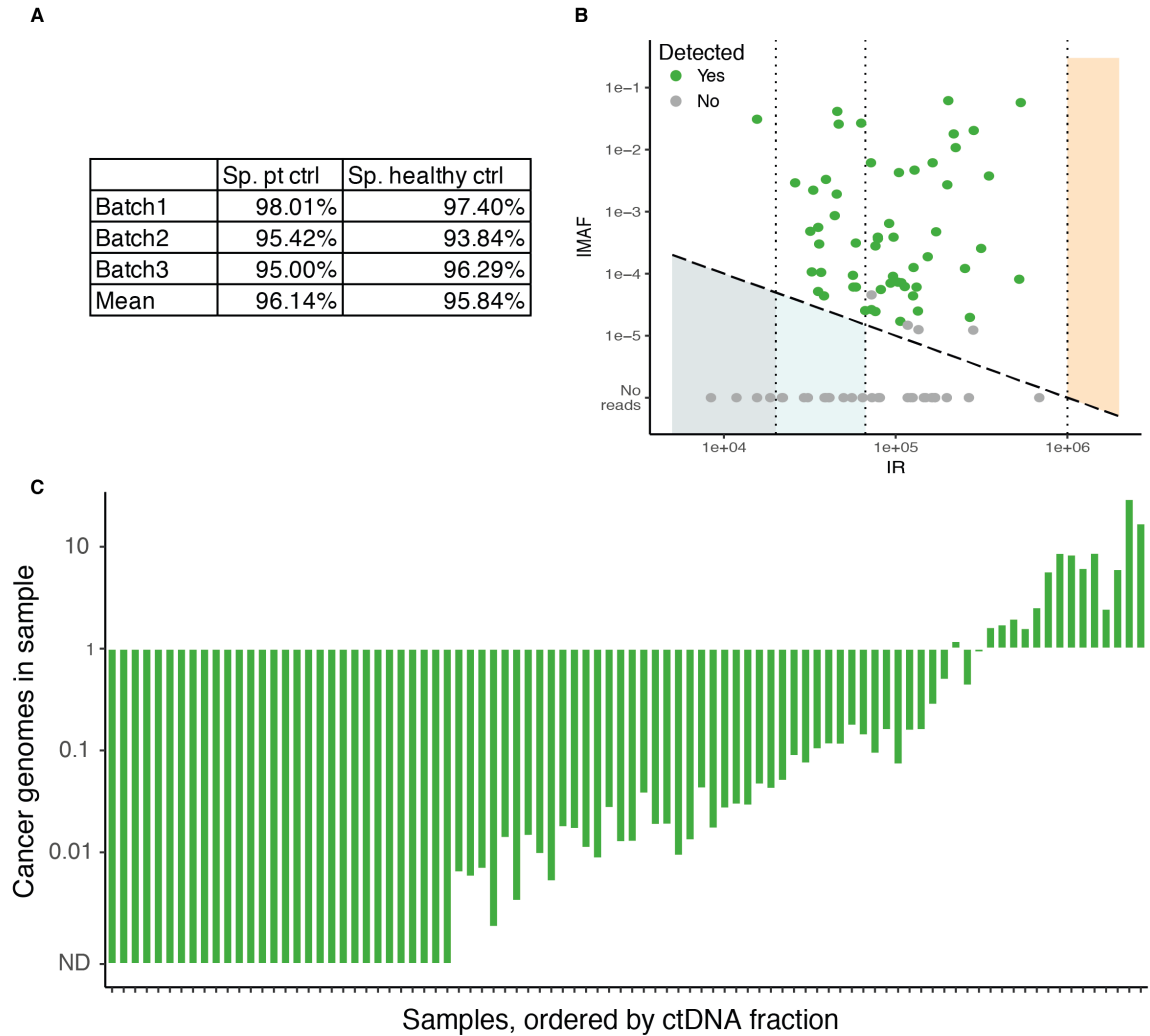 A
Sp. pt ctrl Sp. healthy ctrl
Batch1 98.01% 97.40%
Batch2 95.42% 93.84%
Batch3 95.00% 96.29%
Mean 96.14% 95.84%
B
Detected
Yes
No
1e−1
1e−2
1e−3
1e−4
1e−5
No
reads
IMAF
1e+04 1e+05 1e+06
IR
C
10
1
0.1
0.01
ND
Cancer genomes in sample
Samples, ordered by ctDNA fraction